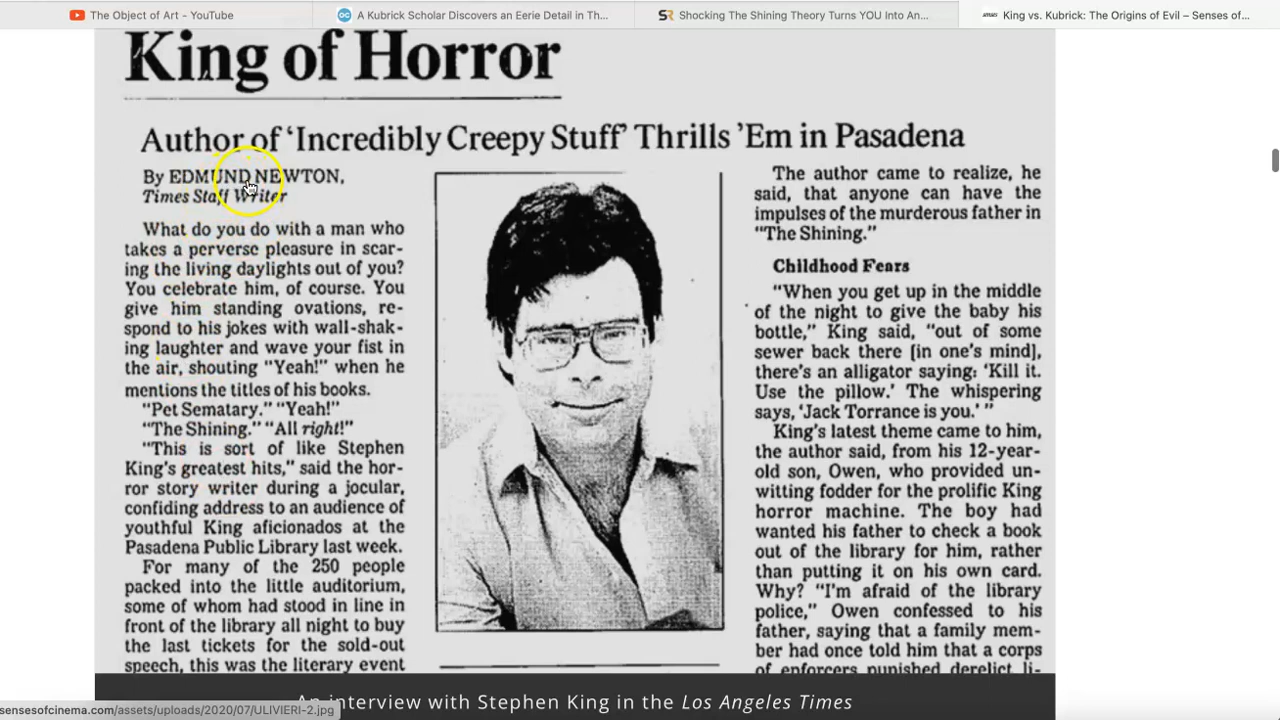 The Object of Art - YouTube
A Kubrick Scholar Discovers an Eerie Detail in Th...
Shocking The Shining Theory Turns YOU Into An...
King vs. Kubrick: The Origins of Evil – Senses of...
King of Horror
Author of ‘Incredibly Creepy Stuff’ Thrills ’Em in Pasadena
By EDMUND NEWTON,
Times Staff Writer
What do you do with a man who
takes a perverse pleasure in scar-
ing the living daylights out of you?
You celebrate him, of course. You
give him standing ovations, re-
spond to his jokes with wall-shak-
ing laughter and wave your fist in
the air, shouting “Yeah!” when he
mentions the titles of his books.
“Pet Sematary.” “Yeah!”
“The Shining.” “All right!”
“This is sort of like Stephen
King’s greatest hits,” said the hor-
ror story writer during a jocular,
confiding address to an audience of
youthful King aficionados at the
Pasadena Public Library last week.
For many of the 250 people
packed into the little auditorium,
some of whom had stood in line in
front of the library all night to buy
the last tickets for the sold-out
speech, this was the literary event
The author came to realize, he
said, that anyone can have the
impulses of the murderous father in
“The Shining.”
Childhood Fears
“When you get up in the middle
of the night to give the baby his
bottle,” King said, “out of some
sewer back there [in one’s mind],
there’s an alligator saying: ‘Kill it.
Use the pillow.’ The whispering
says, ‘Jack Torrance is you.’ ”
King’s latest theme came to him,
the author said, from his 12-year-
old son, Owen, who provided un-
witting fodder for the prolific King
horror machine. The boy had
wanted his father to check a book
out of the library for him, rather
than putting it on his own card.
Why? “I’m afraid of the library
police,” Owen confessed to his
father, saying that a family mem-
ber had once told him that a corps
of enforcers punished derelict li-
An interview with Stephen King in the Los Angeles Times
sensesofcinema.com/assets/uploads/2020/07/ULIVIERI-2.jpg